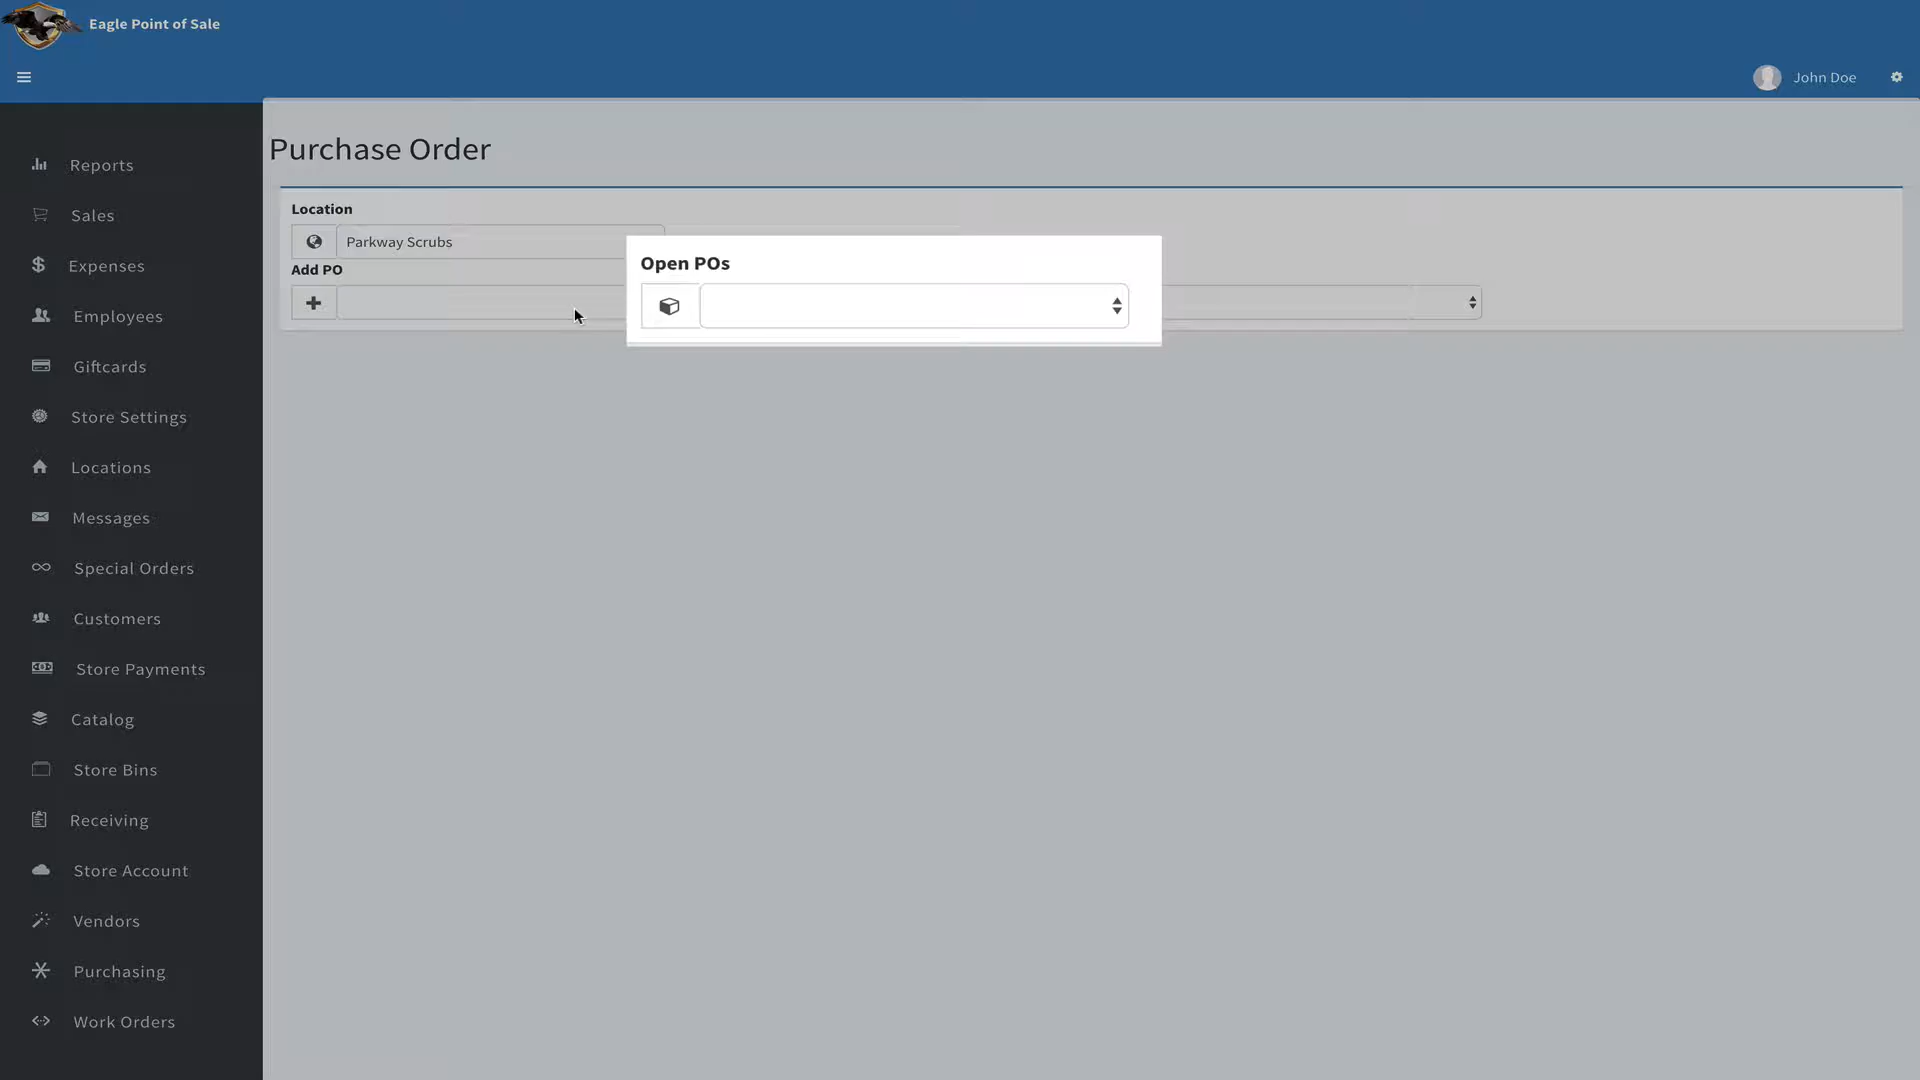 Eagle Point of Sale
John Doe
Reports
Sales
Expenses
Employees
Giftcards
Store Settings
Locations
Messages
Special Orders
Customers
Store Payments
Catalog
Store Bins
Receiving
Store Account
Vendors
Purchasing
Work Orders
Purchase Order
Location
Parkway Scrubs
Add PO
Open POs